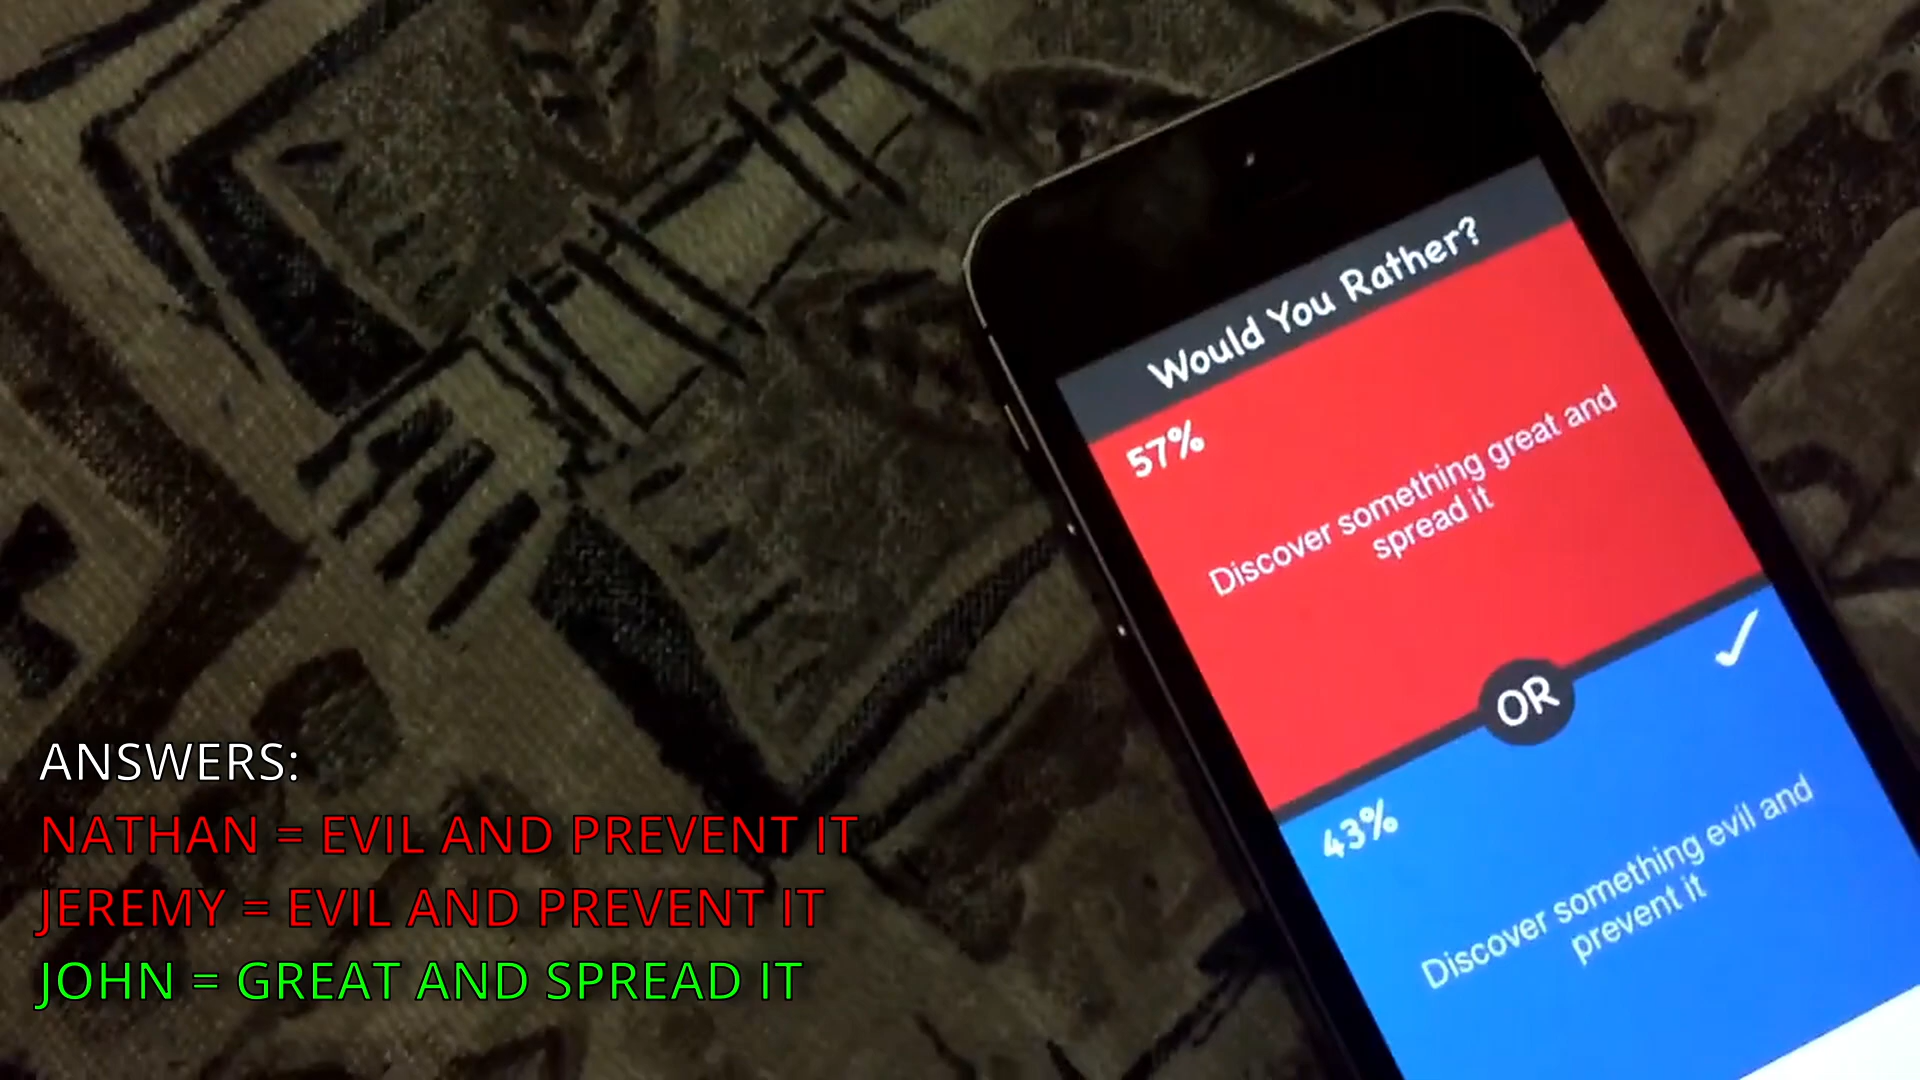 Would You Rather?
57%
Discover something great and
spread it
OR
43%
Discover something evil and
prevent it
ANSWERS:
NATHAN = EVIL AND PREVENT IT
JEREMY = EVIL AND PREVENT IT
JOHN = GREAT AND SPREAD IT